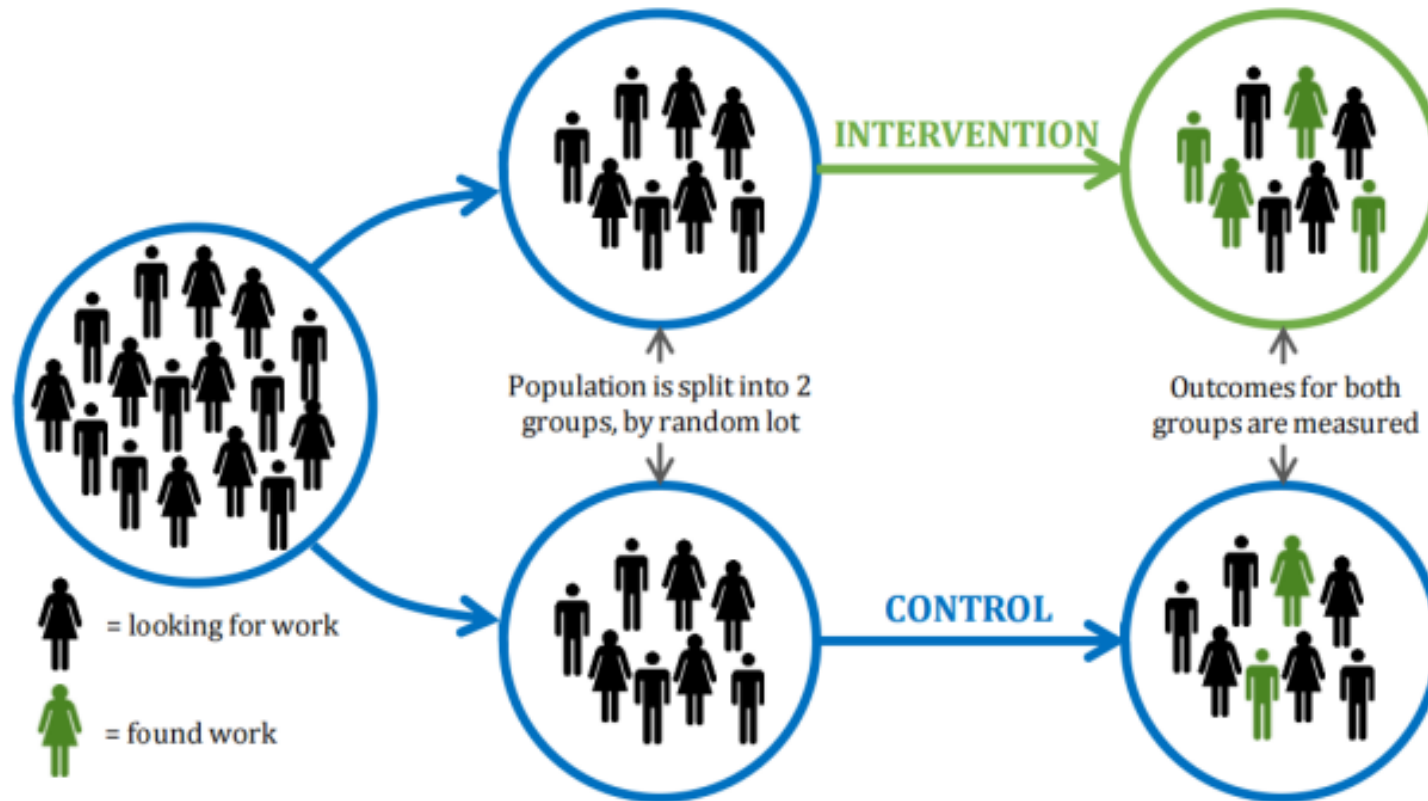 INTERVENTION
Population is split into 2
groups, by random lot
Outcomes for both
groups are measured
CONTROL
= looking for work
= found work